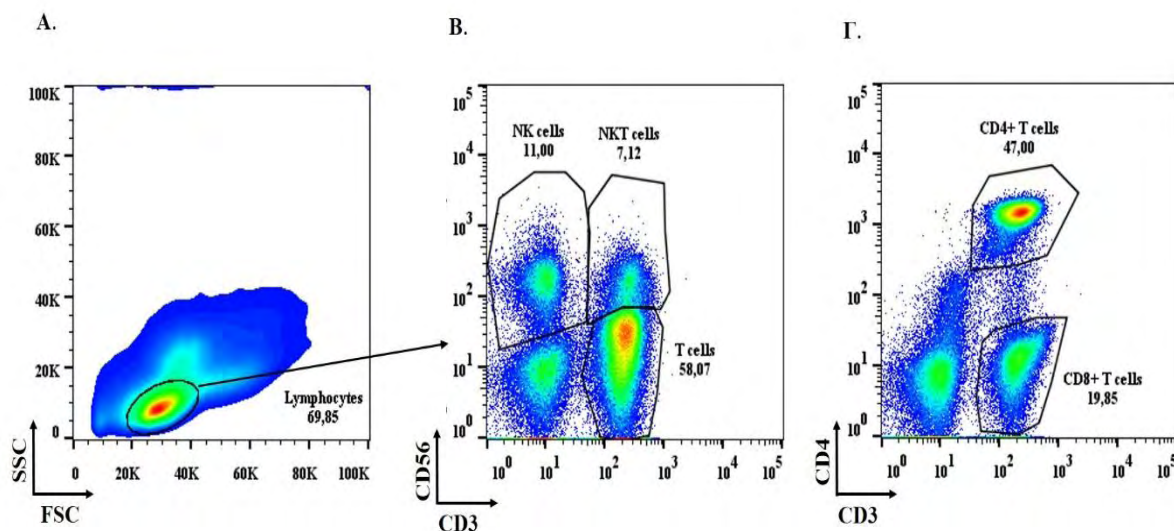 A.
100K
80K
60K
40K
20K
0
Lymphocytes
69,85
0
20K
40K
60K
80K
100K
SSC
FSC
B.
10^5
10^4
10^3
10^2
10^1
10^0
NK cells
11,00
NKT cells
7,12
T cells
58,07
10^0
10^1
10^2
10^3
10^4
10^5
CD56
CD3
Γ.
10^5
10^4
10^3
10^2
10^1
10^0
CD4+ T cells
47,00
CD8+ T cells
19,85
10^0
10^1
10^2
10^3
10^4
10^5
CD4
CD3